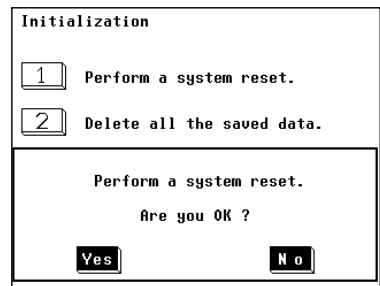 Initialization
1 Perform a system reset.
2 Delete all the saved data.
Perform a system reset.
Are you OK ?
Yes No